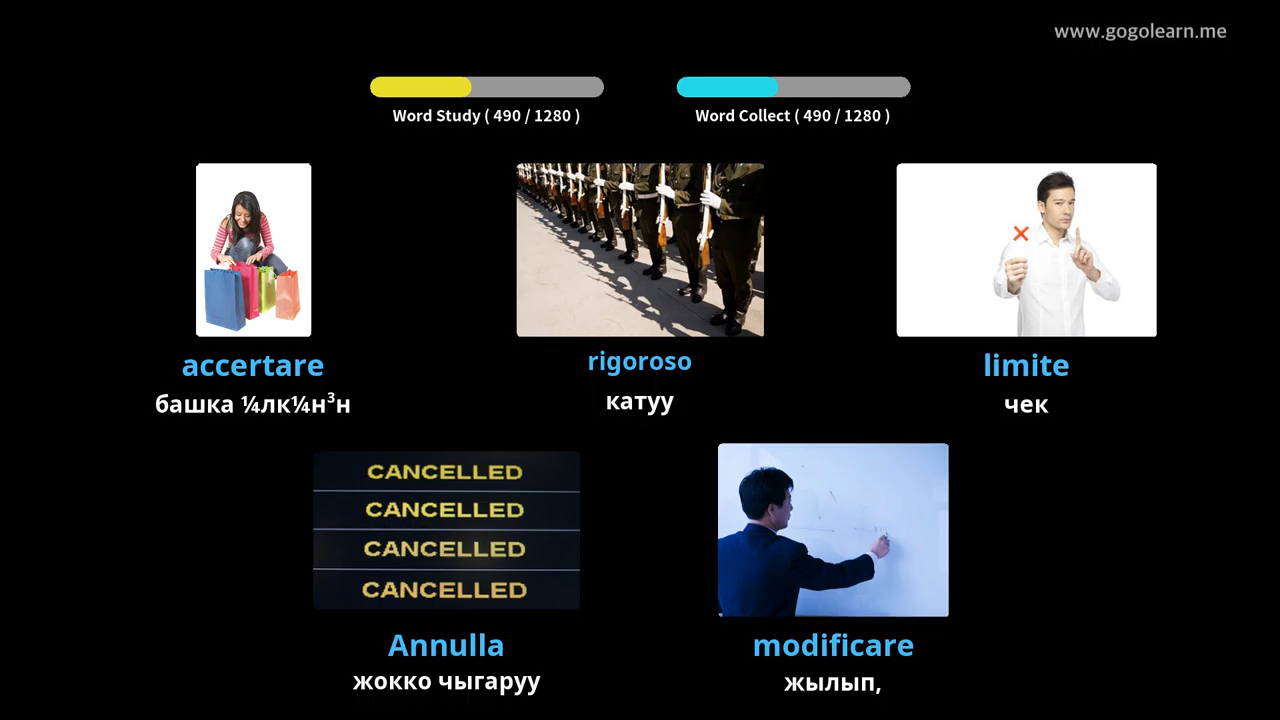 www.gogolearn.me
Word Study ( 490 / 1280 )
Word Collect ( 490 / 1280 )
accertare
башка ¼лк¼н³н
rigoroso
катуу
limite
чек
CANCELLED
CANCELLED
CANCELLED
CANCELLED
Annulla
жокко чыгаруу
modificare
жылып,